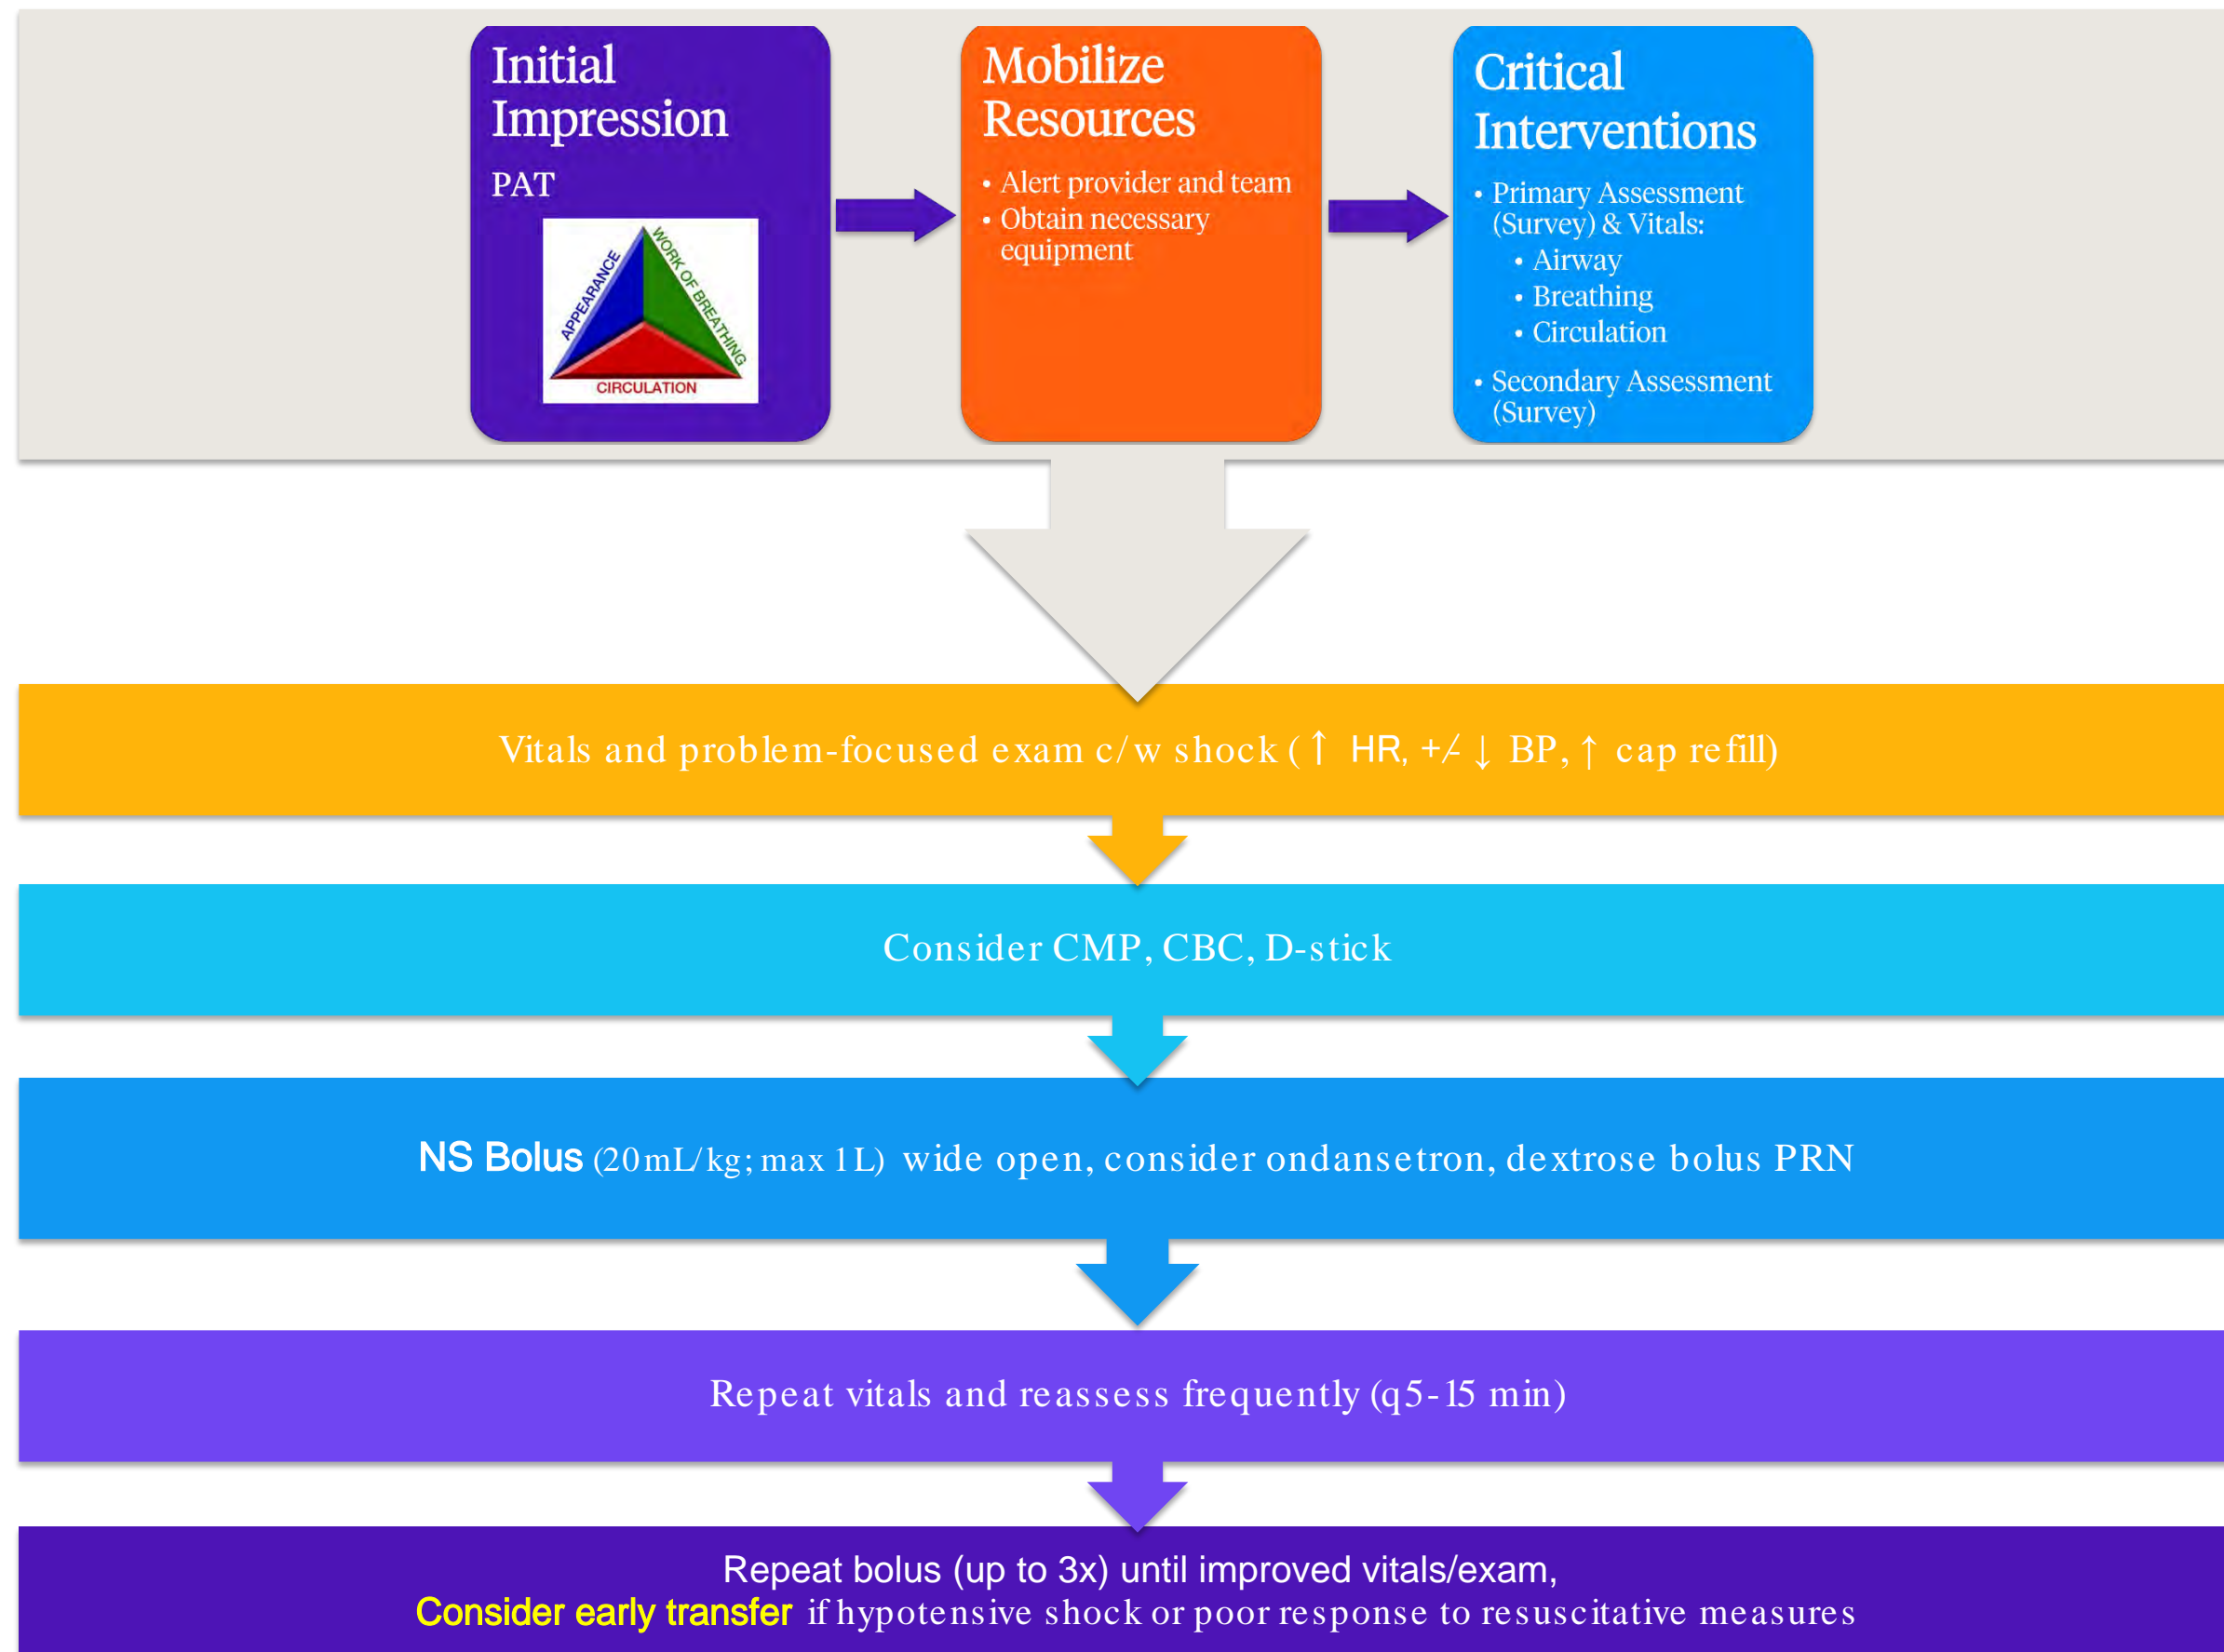 Initial
Impression
PAT
APPEARANCE
WORK OF BREATHING
CIRCULATION
Mobilize
Resources
• Alert provider and team
• Obtain necessary
equipment
Critical
Interventions
• Primary Assessment
(Survey) & Vitals:
• Airway
• Breathing
• Circulation
• Secondary Assessment
(Survey)
Vitals and problem-focused exam c/w shock (↑ HR, +/- ↓ BP, ↑ cap refill)
Consider CMP, CBC, D-stick
NS Bolus (20mL/kg; max 1L) wide open, consider ondansetron, dextrose bolus PRN
Repeat vitals and reassess frequently (q5-15 min)
Repeat bolus (up to 3x) until improved vitals/exam,
Consider early transfer if hypotensive shock or poor response to resuscitative measures